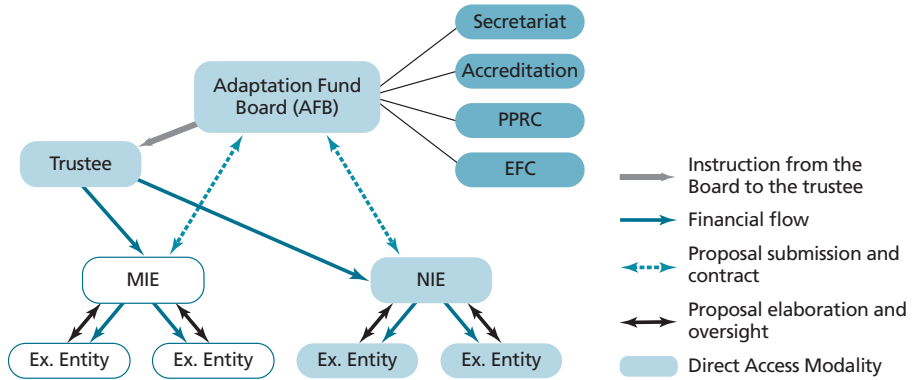 Secretariat
Adaptation Fund
Board (AFB)
Accreditation
PPRC
EFC
Trustee
MIE
NIE
Ex. Entity
Ex. Entity
Ex. Entity
Ex. Entity
Instruction from the
Board to the trustee
Financial flow
Proposal submission and
contract
Proposal elaboration and
oversight
Direct Access Modality